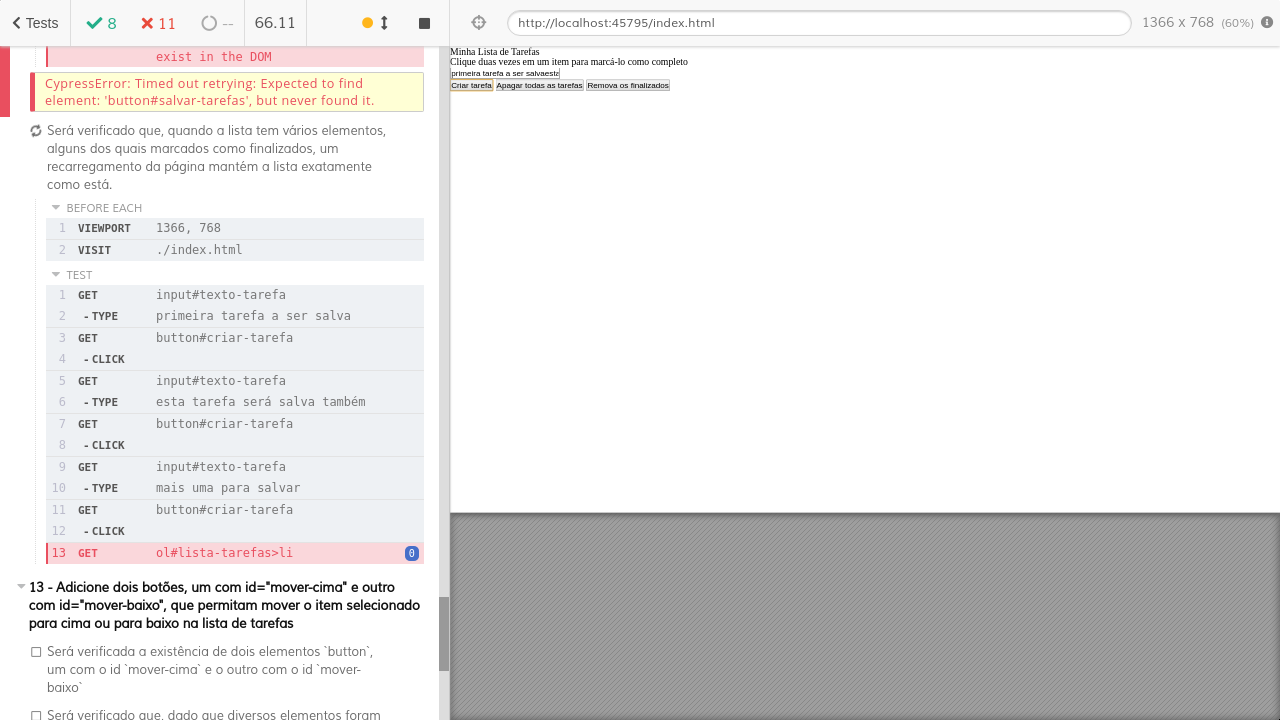 Tests
8
11
--
66.11
http://localhost:45795/index.html
1366 x 768 (60%)
exist in the DOM
CypressError: Timed out retrying: Expected to find
element: 'button#salvar-tarefas', but never found it.
Será verificado que, quando a lista tem vários elementos,
alguns dos quais marcados como finalizados, um
recarregamento da página mantém a lista exatamente
como está.
BEFORE EACH
1 VIEWPORT 1366, 768
2 VISIT ./index.html
TEST
1 GET input#texto-tarefa
2 - TYPE primeira tarefa a ser salva
3 GET button#criar-tarefa
4 - CLICK
5 GET input#texto-tarefa
6 - TYPE esta tarefa será salva também
7 GET button#criar-tarefa
8 - CLICK
9 GET input#texto-tarefa
10 - TYPE mais uma para salvar
11 GET button#criar-tarefa
12 - CLICK
13 GET ol#lista-tarefas>li 0
13 - Adicione dois botões, um com id="mover-cima" e outro
com id="mover-baixo", que permitam mover o item selecionado
para cima ou para baixo na lista de tarefas
Será verificada a existência de dois elementos `button`,
um com o id `mover-cima` e o outro com o id `mover-
baixo`
Será verificado que, dado que diversos elementos foram
Minha Lista de Tarefas
Clique duas vezes em um item para marcá-lo como completo
primeira tarefa a ser salvaesta
Criar tarefa Apagar todas as tarefas Remova os finalizados